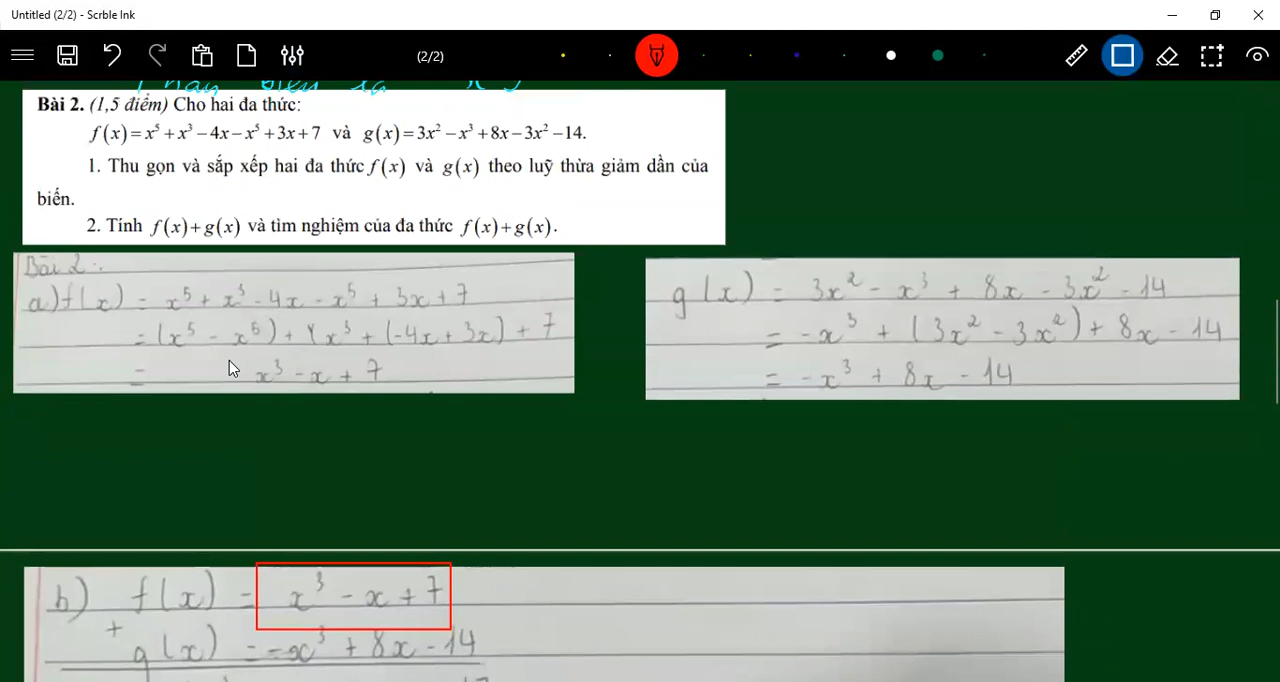 Untitled (2/2) - Scrble Ink
(2/2)
Bài 2. (1,5 điểm) Cho hai đa thức:
f(x)=x⁵+x³−4x−x⁵+3x+7 và g(x)=3x²−x³+8x−3x²−14.
1. Thu gọn và sắp xếp hai đa thức f(x) và g(x) theo luỹ thừa giảm dần của
biến.
2. Tính f(x)+g(x) và tìm nghiệm của đa thức f(x)+g(x).
Bài 2:
a) f(x) = x⁵ + x³ - 4x - x⁵ + 3x + 7
= (x⁵ - x⁵) + (x³ + (-4x + 3x) + 7
= x³ - x + 7
g(x) = 3x² - x³ + 8x - 3x² - 14
= -x³ + (3x² - 3x²) + 8x - 14
= -x³ + 8x - 14
b) f(x) = x³ - x + 7
+
g(x) = -x³ + 8x - 14